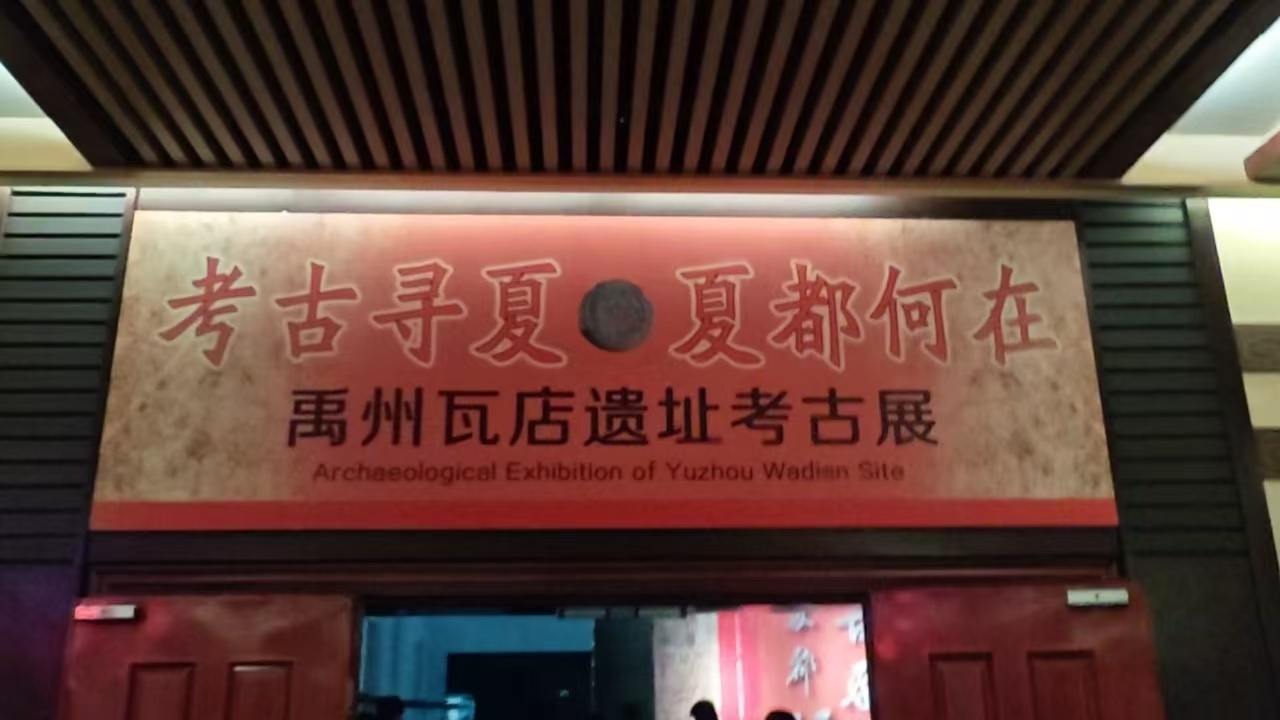 考古寻夏 夏都何在
禹州瓦店遗址考古展
Archaeological Exhibition of Yuzhou Wadian Site